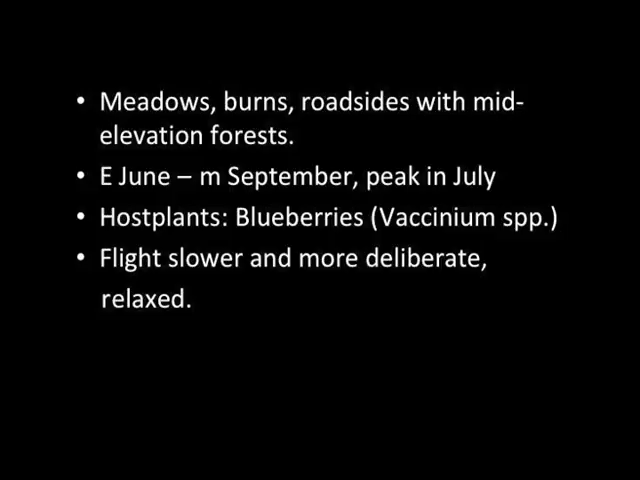 • Meadows, burns, roadsides with mid-
elevation forests.
• E June – m September, peak in July
• Hostplants: Blueberries (Vaccinium spp.)
• Flight slower and more deliberate,
relaxed.